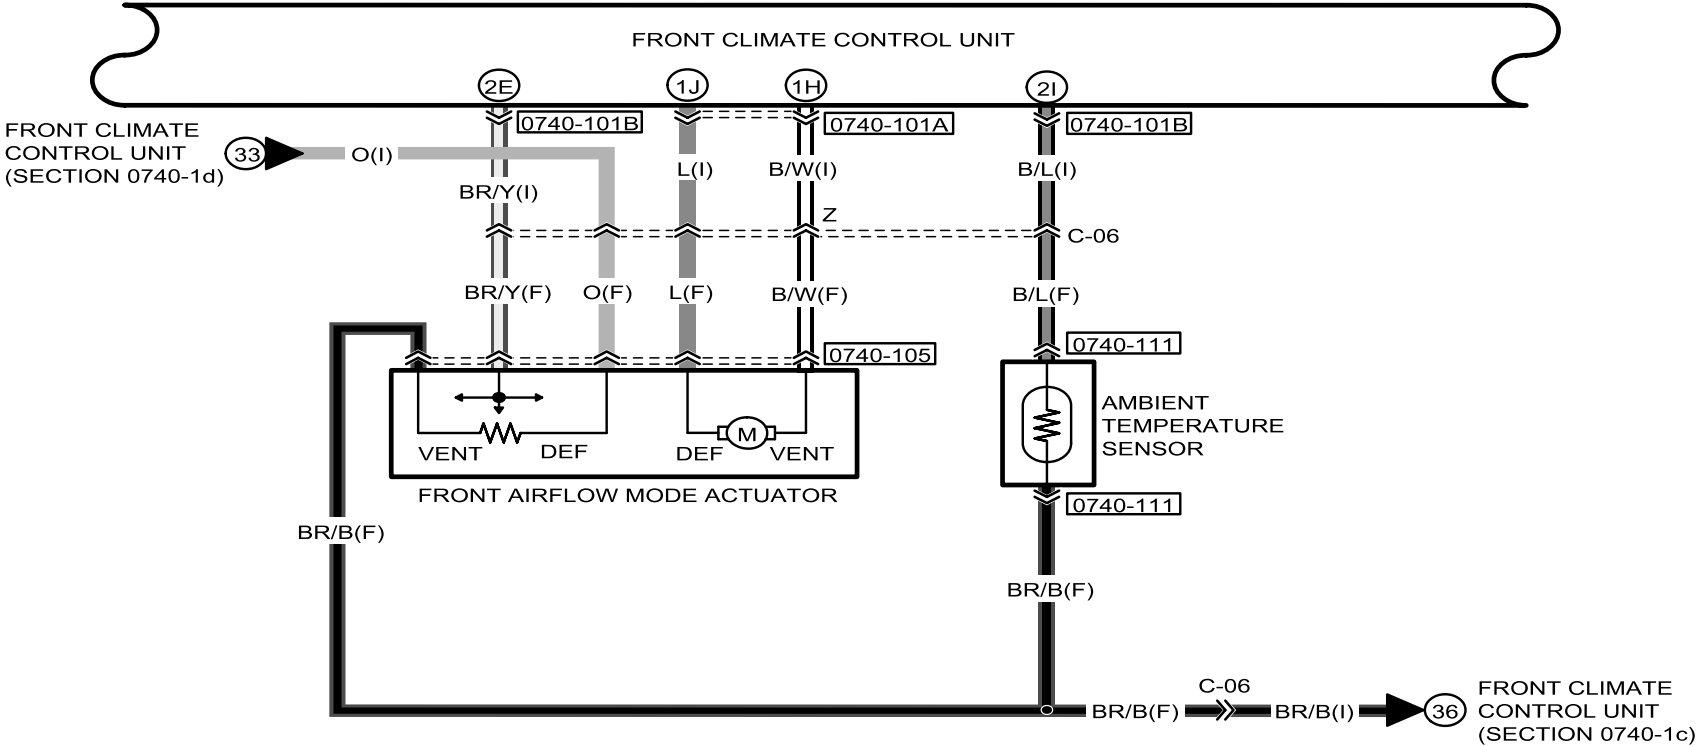 FRONT CLIMATE CONTROL UNIT
2E
1J
1H
2I
0740-101B
0740-101A
0740-101B
FRONT CLIMATE
CONTROL UNIT
(SECTION 0740-1d)
33
O(I)
BR/Y(I)
L(I)
B/W(I)
B/L(I)
Z
C-06
BR/Y(F)
O(F)
L(F)
B/W(F)
B/L(F)
0740-105
0740-111
VENT
DEF
DEF
M
VENT
AMBIENT
TEMPERATURE
SENSOR
FRONT AIRFLOW MODE ACTUATOR
0740-111
BR/B(F)
BR/B(F)
C-06
BR/B(F)
BR/B(I)
36
FRONT CLIMATE
CONTROL UNIT
(SECTION 0740-1c)